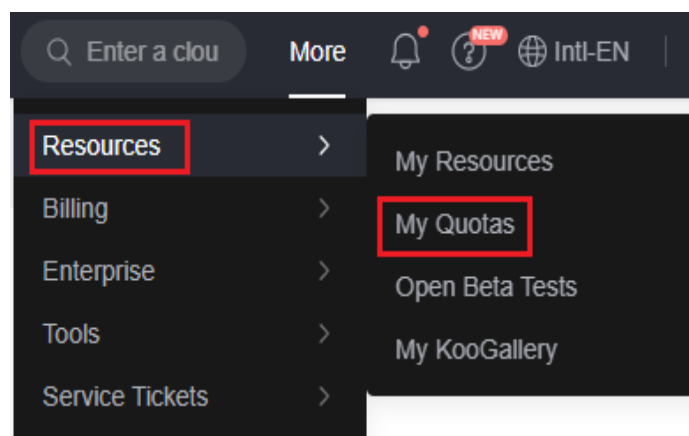 Enter a clou More NEW Intl-EN
Resources
Billing
Enterprise
Tools
Service Tickets
My Resources
My Quotas
Open Beta Tests
My KooGallery